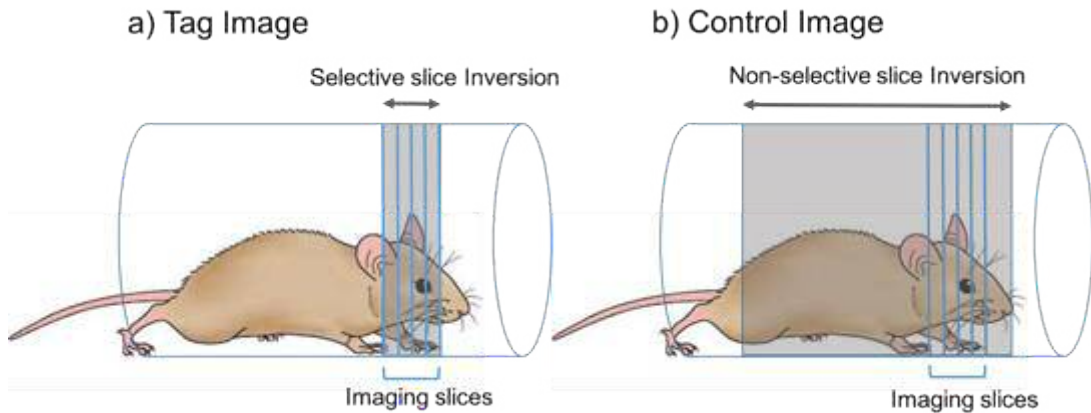 a) Tag Image
Selective slice Inversion
Imaging slices
b) Control Image
Non-selective slice Inversion
Imaging slices